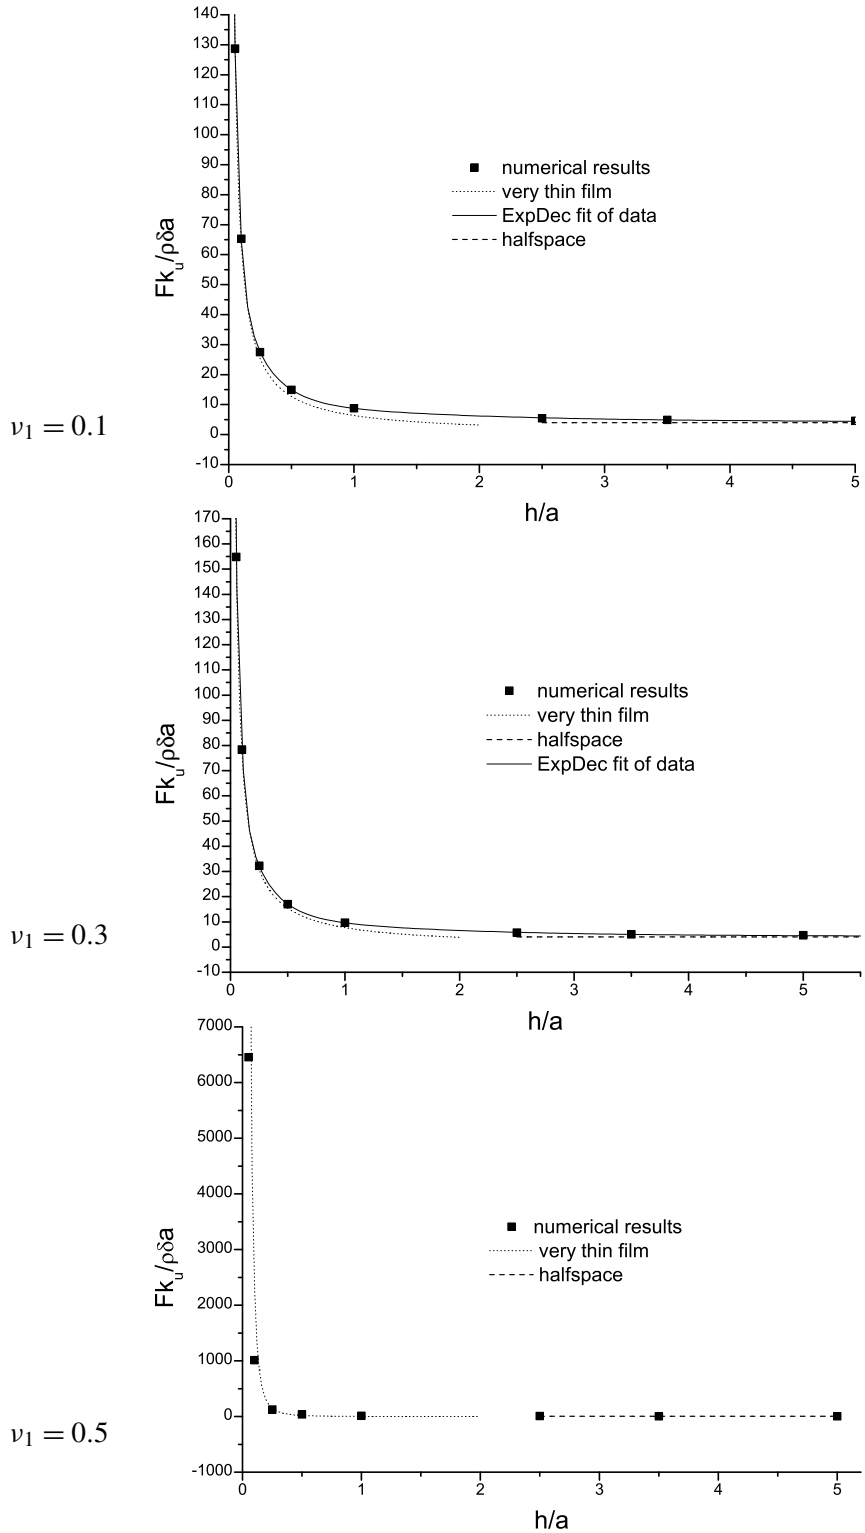 140
130
120
110
100
90
80
70
60
50
40
30
20
10
0
-10
Fku/ρδa
numerical results
very thin film
ExpDec fit of data
halfspace
ν1 = 0.1
0 1 2 3 4 5
h/a
170
160
150
140
130
120
110
100
90
80
70
60
50
40
30
20
10
0
-10
Fku/ρδa
numerical results
very thin film
halfspace
ExpDec fit of data
ν1 = 0.3
0 1 2 3 4 5
h/a
7000
6000
5000
4000
3000
2000
1000
0
-1000
Fku/ρδa
numerical results
very thin film
halfspace
ν1 = 0.5
0 1 2 3 4 5
h/a